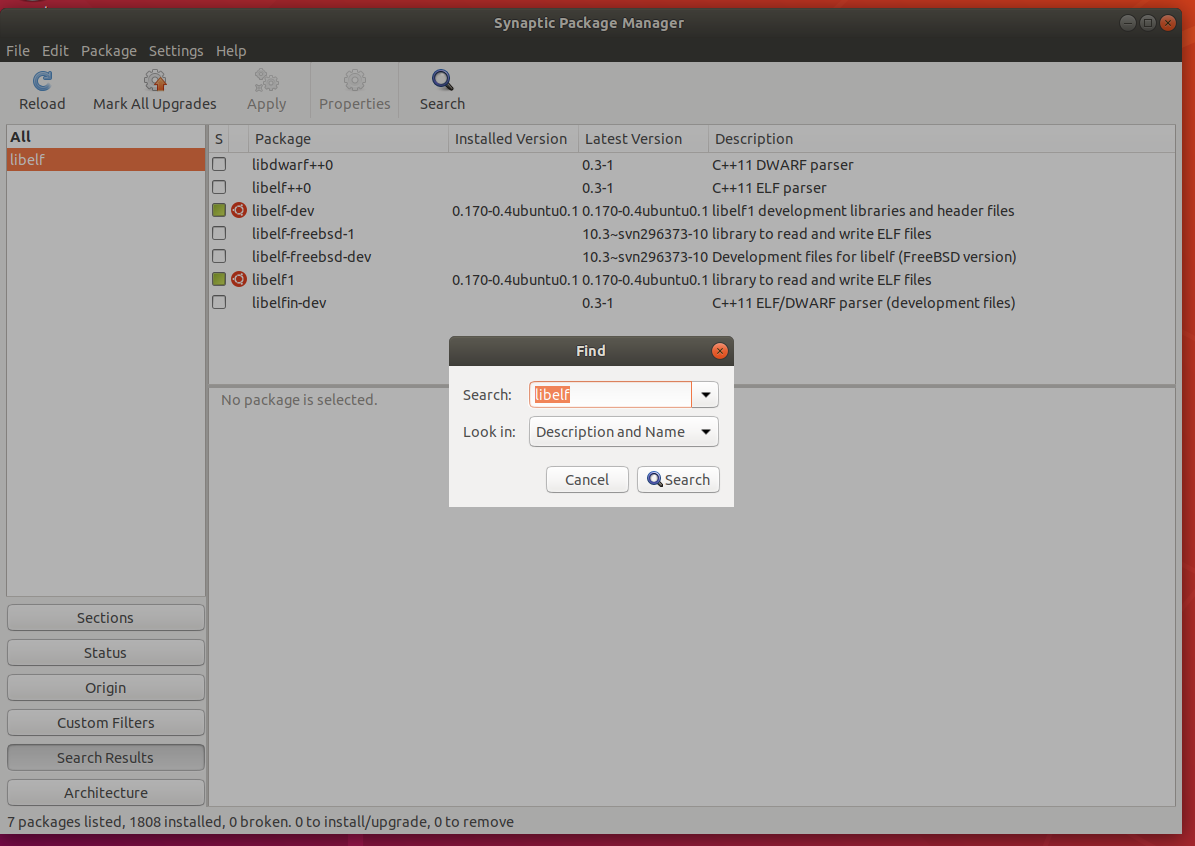 Synaptic Package Manager
File Edit Package Settings Help
Reload Mark All Upgrades Apply Properties Search
All
libelf
S Package Installed Version Latest Version Description
libdwarf++0 0.3-1 C++11 DWARF parser
libelf++0 0.3-1 C++11 ELF parser
libelf-dev 0.170-0.4ubuntu0.1 0.170-0.4ubuntu0.1 libelf1 development libraries and header files
libelf-freebsd-1 10.3~svn296373-10 library to read and write ELF files
libelf-freebsd-dev 10.3~svn296373-10 Development files for libelf (FreeBSD version)
libelf1 0.170-0.4ubuntu0.1 0.170-0.4ubuntu0.1 library to read and write ELF files
libelfin-dev 0.3-1 C++11 ELF/DWARF parser (development files)
No package is selected.
Find
Search: libelf
Look in: Description and Name
Cancel Search
Sections
Status
Origin
Custom Filters
Search Results
Architecture
7 packages listed, 1808 installed, 0 broken. 0 to install/upgrade, 0 to remove